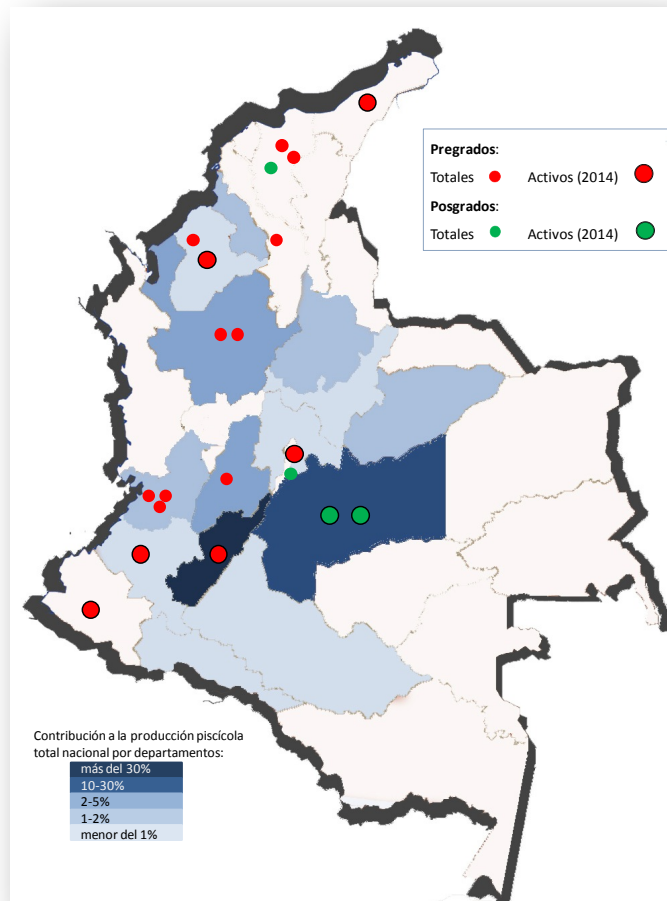 Pregrados:
Totales Activos (2014)
Posgrados:
Totales Activos (2014)
Contribución a la producción piscícola
total nacional por departamentos:
más del 30%
10-30%
2-5%
1-2%
menor del 1%